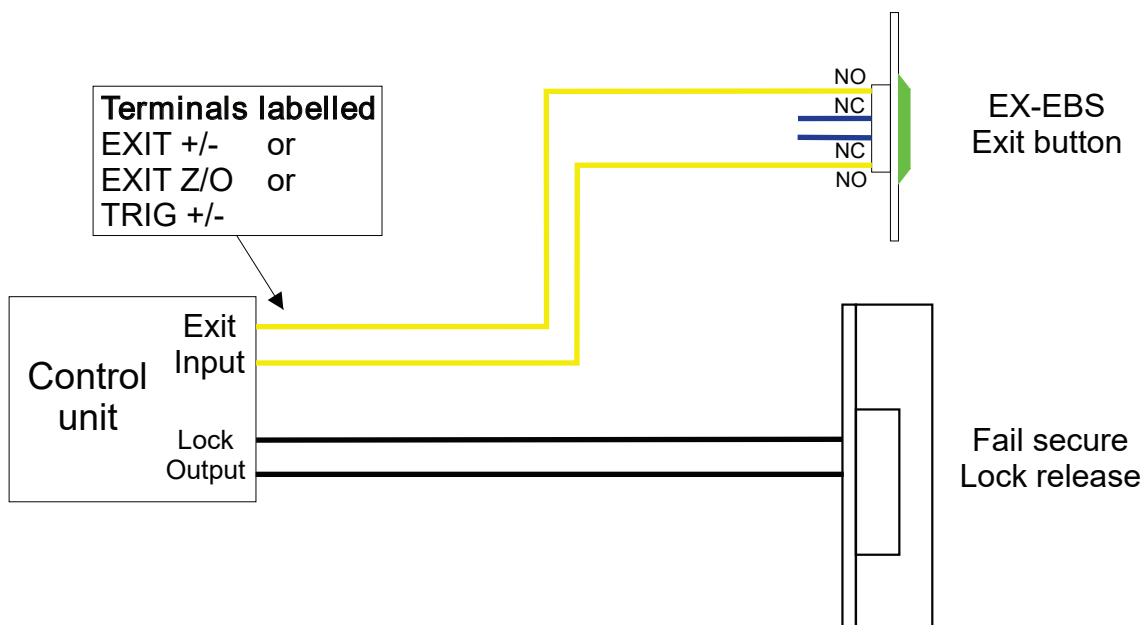 Terminals labelled
EXIT +/- or
EXIT Z/O or
TRIG +/-
NO
NC
NC
NO
EX-EBS
Exit button
Control
unit
Exit
Input
Lock
Output
Fail secure
Lock release